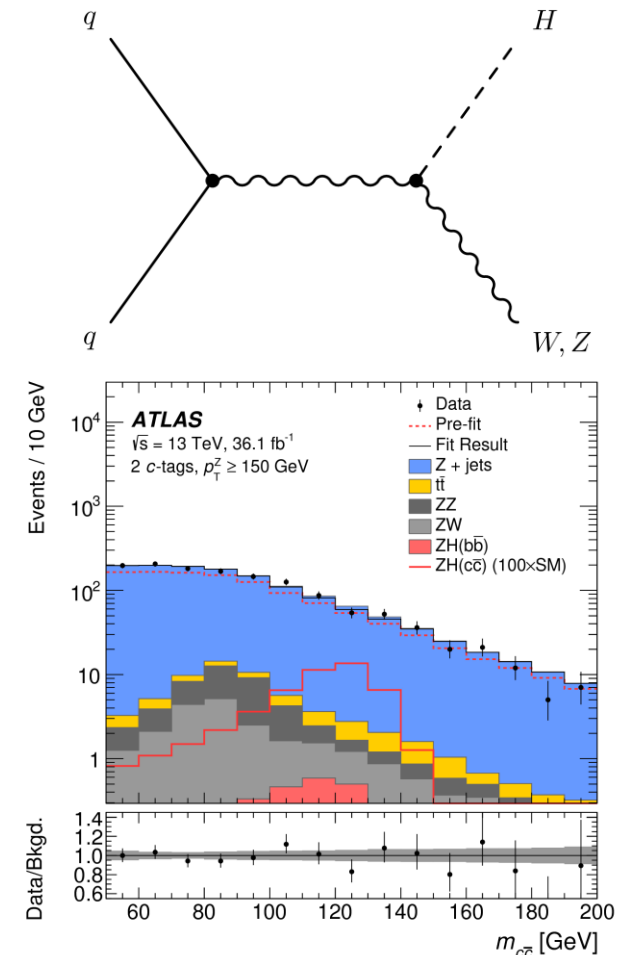 q H
q W, Z
Events / 10 GeV
10⁴
10³
10²
10
1
ATLAS
√s = 13 TeV, 36.1 fb⁻¹
2 c-tags, p_T^Z ≥ 150 GeV
Data
Pre-fit
Fit Result
Z + jets
tt̄
ZZ
ZW
ZH(bb̄)
ZH(cc̄) (100×SM)
Data/Bkgd.
1.4
1.2
1.0
0.8
0.6
60 80 100 120 140 160 180 200
m_cc̄ [GeV]